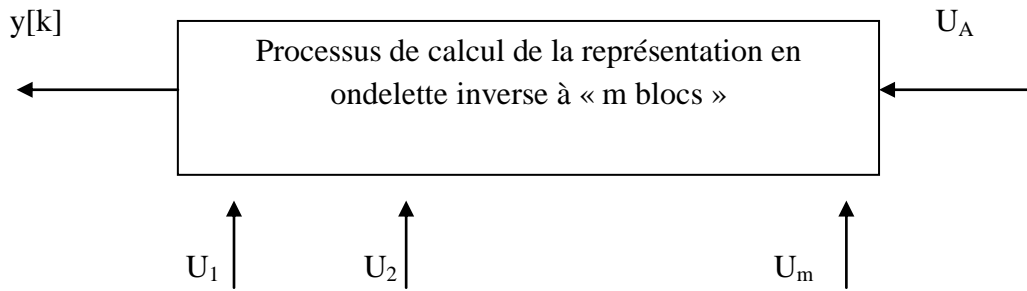 y[k]
U_A
Processus de calcul de la représentation en
ondelette inverse à « m blocs »
U_1
U_2
U_m